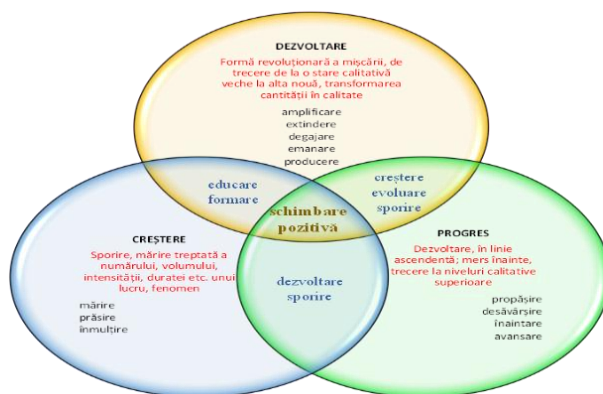 DEZVOLTARE
Formă revoluționară a mișcării, de
trecere de la o stare calitativă
veche la alta nouă, transformarea
cantității în calitate
amplificare
extindere
degajare
emanare
producere
educare
formare
creștere
evoluare
sporire
schimbare
pozitivă
CREȘTERE
Sporire, mărire treptată a
numărului, volumului,
intensității, duratei etc. unui
lucru, fenomen
mărire
prăsire
înmulțire
dezvoltare
sporire
PROGRES
Dezvoltare, în linie
ascendentă; mers înainte,
trecere la niveluri calitative
superioare
propășire
desăvârșire
înaintare
avansare